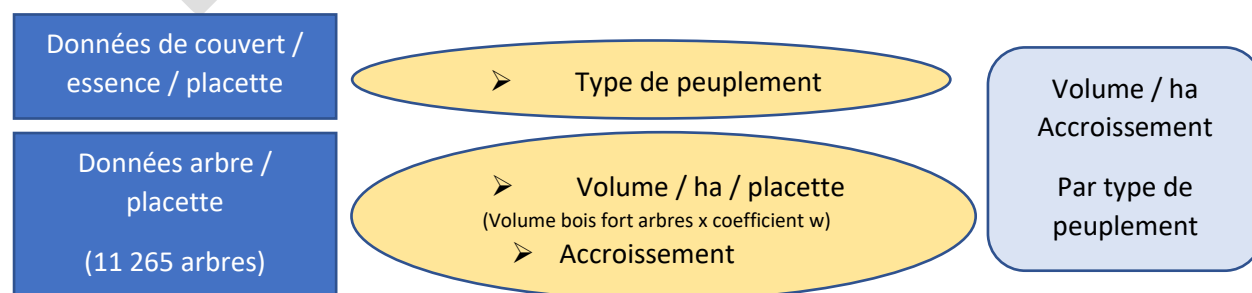 Données de couvert /
essence / placette
➢ Type de peuplement
Données arbre /
placette
(11 265 arbres)
➢ Volume / ha / placette
(Volume bois fort arbres x coefficient w)
➢ Accroissement
Volume / ha
Accroissement
Par type de
peuplement